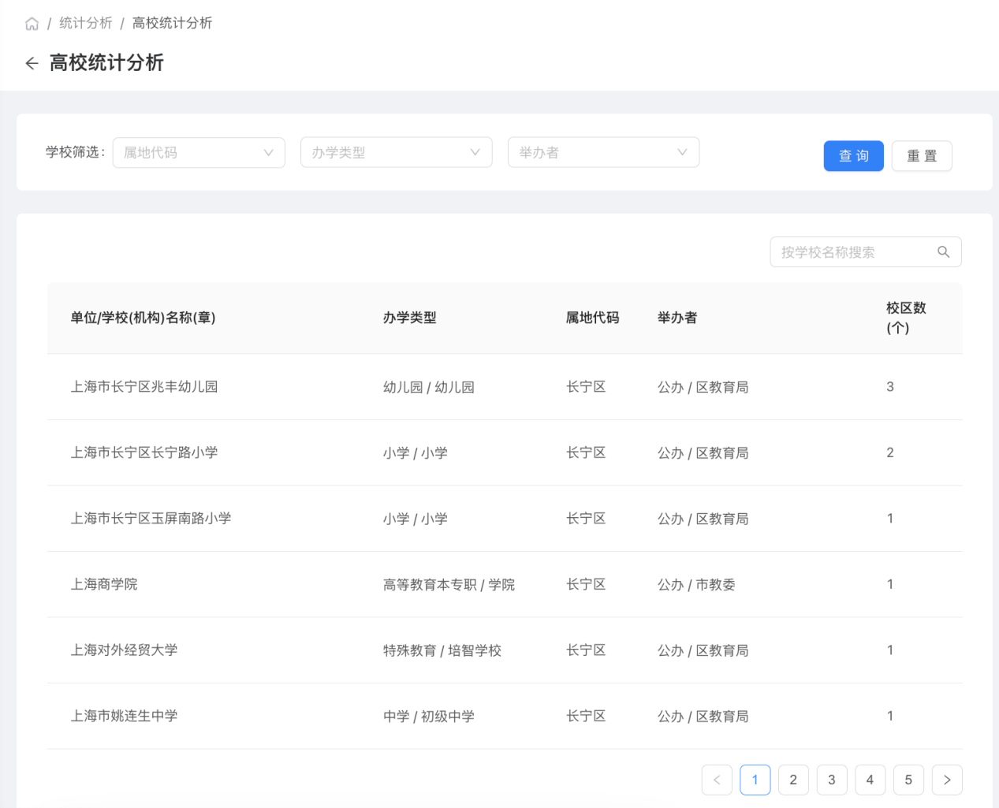 / 统计分析 / 高校统计分析
← 高校统计分析
学校筛选: 属地代码 办学类型 举办者 查 询 重 置
按学校名称搜索
单位/学校(机构)名称(章) 办学类型 属地代码 举办者 校区数
(个)
上海市长宁区兆丰幼儿园 幼儿园 / 幼儿园 长宁区 公办 / 区教育局 3
上海市长宁区长宁路小学 小学 / 小学 长宁区 公办 / 区教育局 2
上海市长宁区玉屏南路小学 小学 / 小学 长宁区 公办 / 区教育局 1
上海商学院 高等教育本专职 / 学院 长宁区 公办 / 市教委 1
上海对外经贸大学 特殊教育 / 培智学校 长宁区 公办 / 区教育局 1
上海市姚连生中学 中学 / 初级中学 长宁区 公办 / 区教育局 1
< 1 2 3 4 5 >